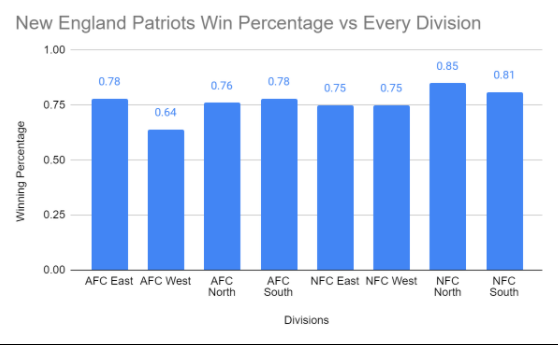 New England Patriots Win Percentage vs Every Division
1.00
0.75
0.50
0.25
0.00
Winning Percentage
0.78
0.64
0.76
0.78
0.75
0.75
0.85
0.81
AFC East
AFC West
AFC
North
AFC
South
NFC East
NFC West
NFC
North
NFC
South
Divisions